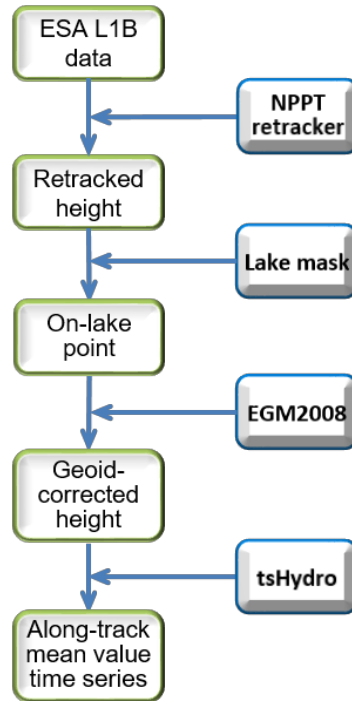 ESA L1B
data
NPPT
retracker
Retracked
height
Lake mask
On-lake
point
EGM2008
Geoid-
corrected
height
tsHydro
Along-track
mean value
time series